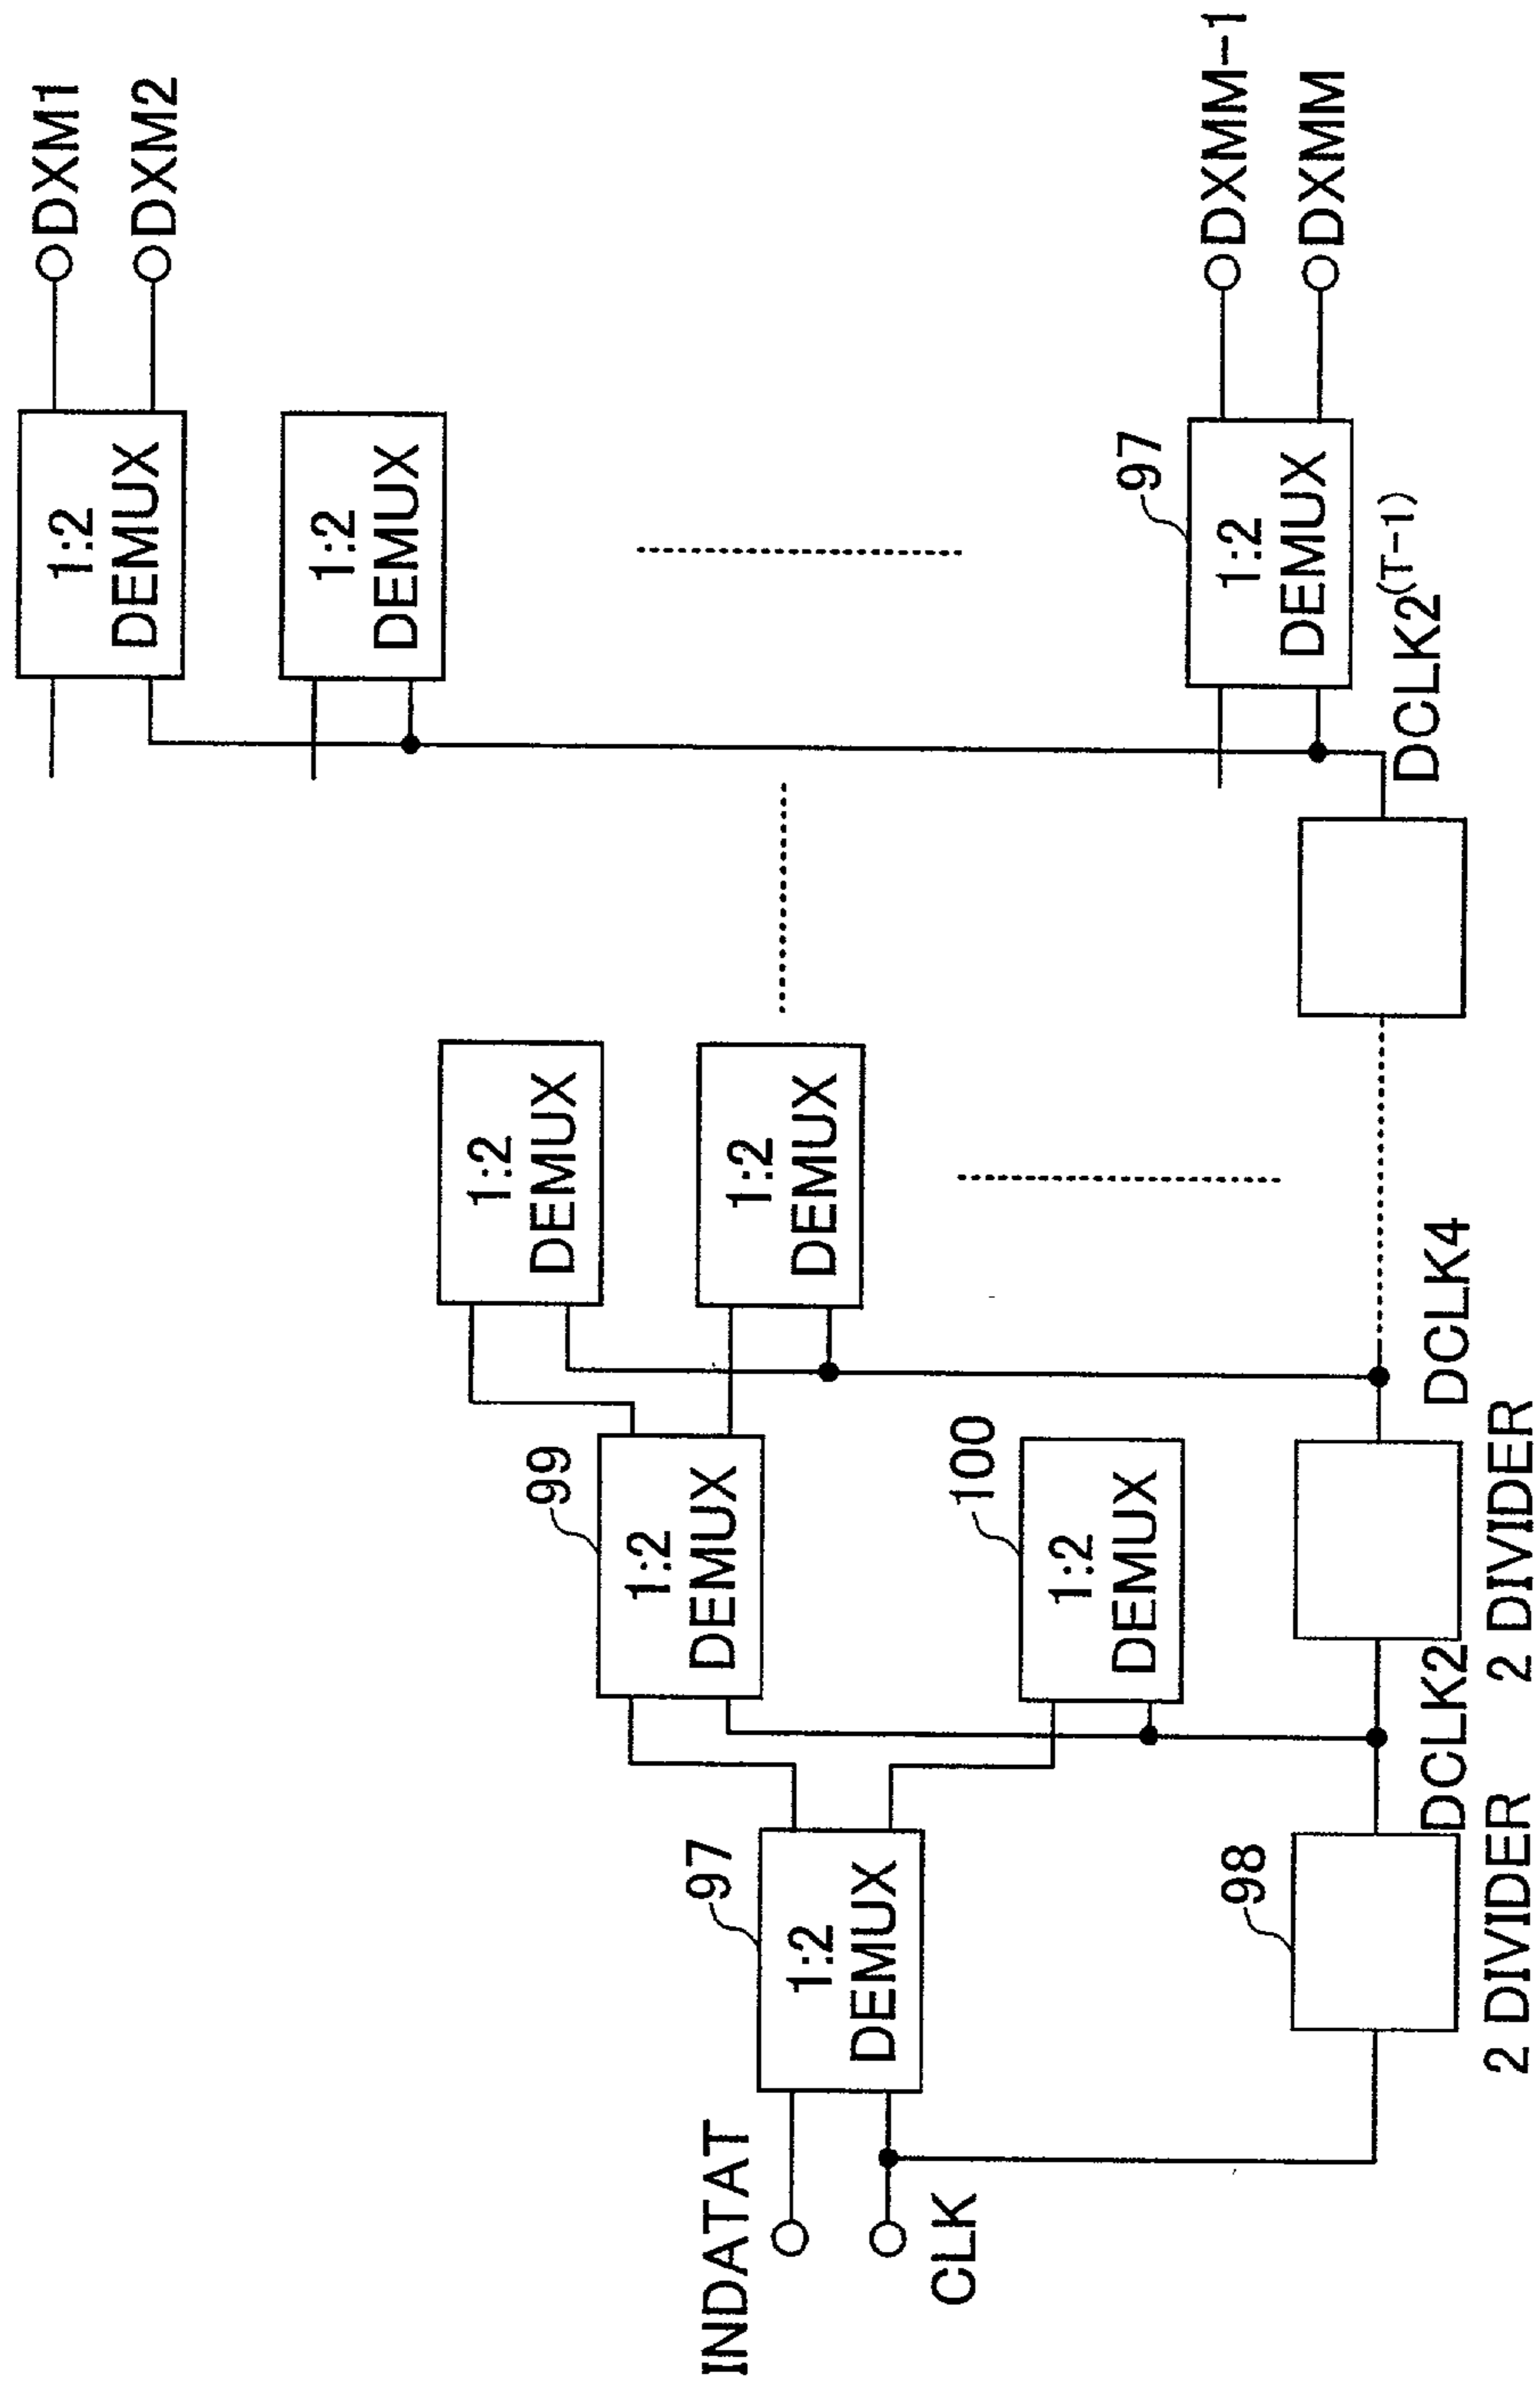 DXM1
DXM2
1:2
DEMUX
1:2
DEMUX
97
1:2
DEMUX
DXMM-1
DXMM
DCLK2(T-1)
1:2
DEMUX
1:2
DEMUX
DCLK4
99
1:2
DEMUX
100
1:2
DEMUX
2 DIVIDER
DCLK2
97
1:2
DEMUX
98
2 DIVIDER
INDATAT
CLK